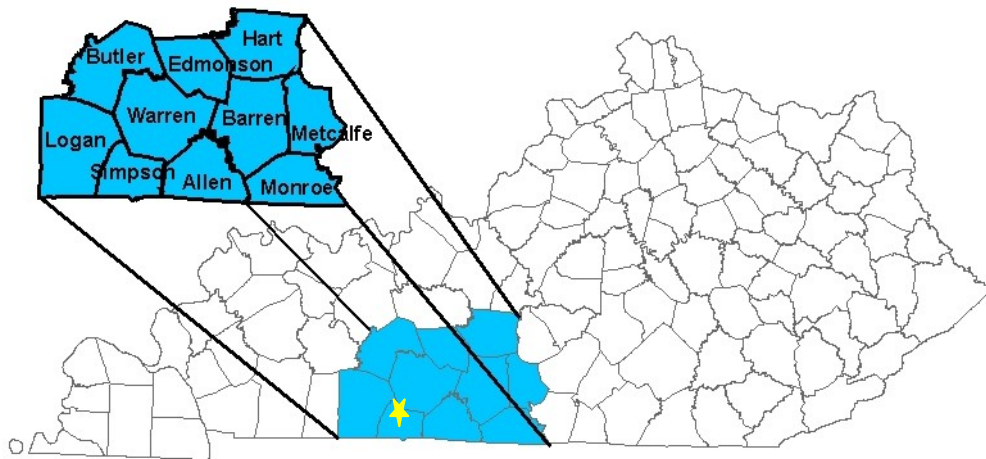 Hart
Butler
Edmonson
Warren
Barren
Logan
Metcalfe
Simpson
Allen
Monroe